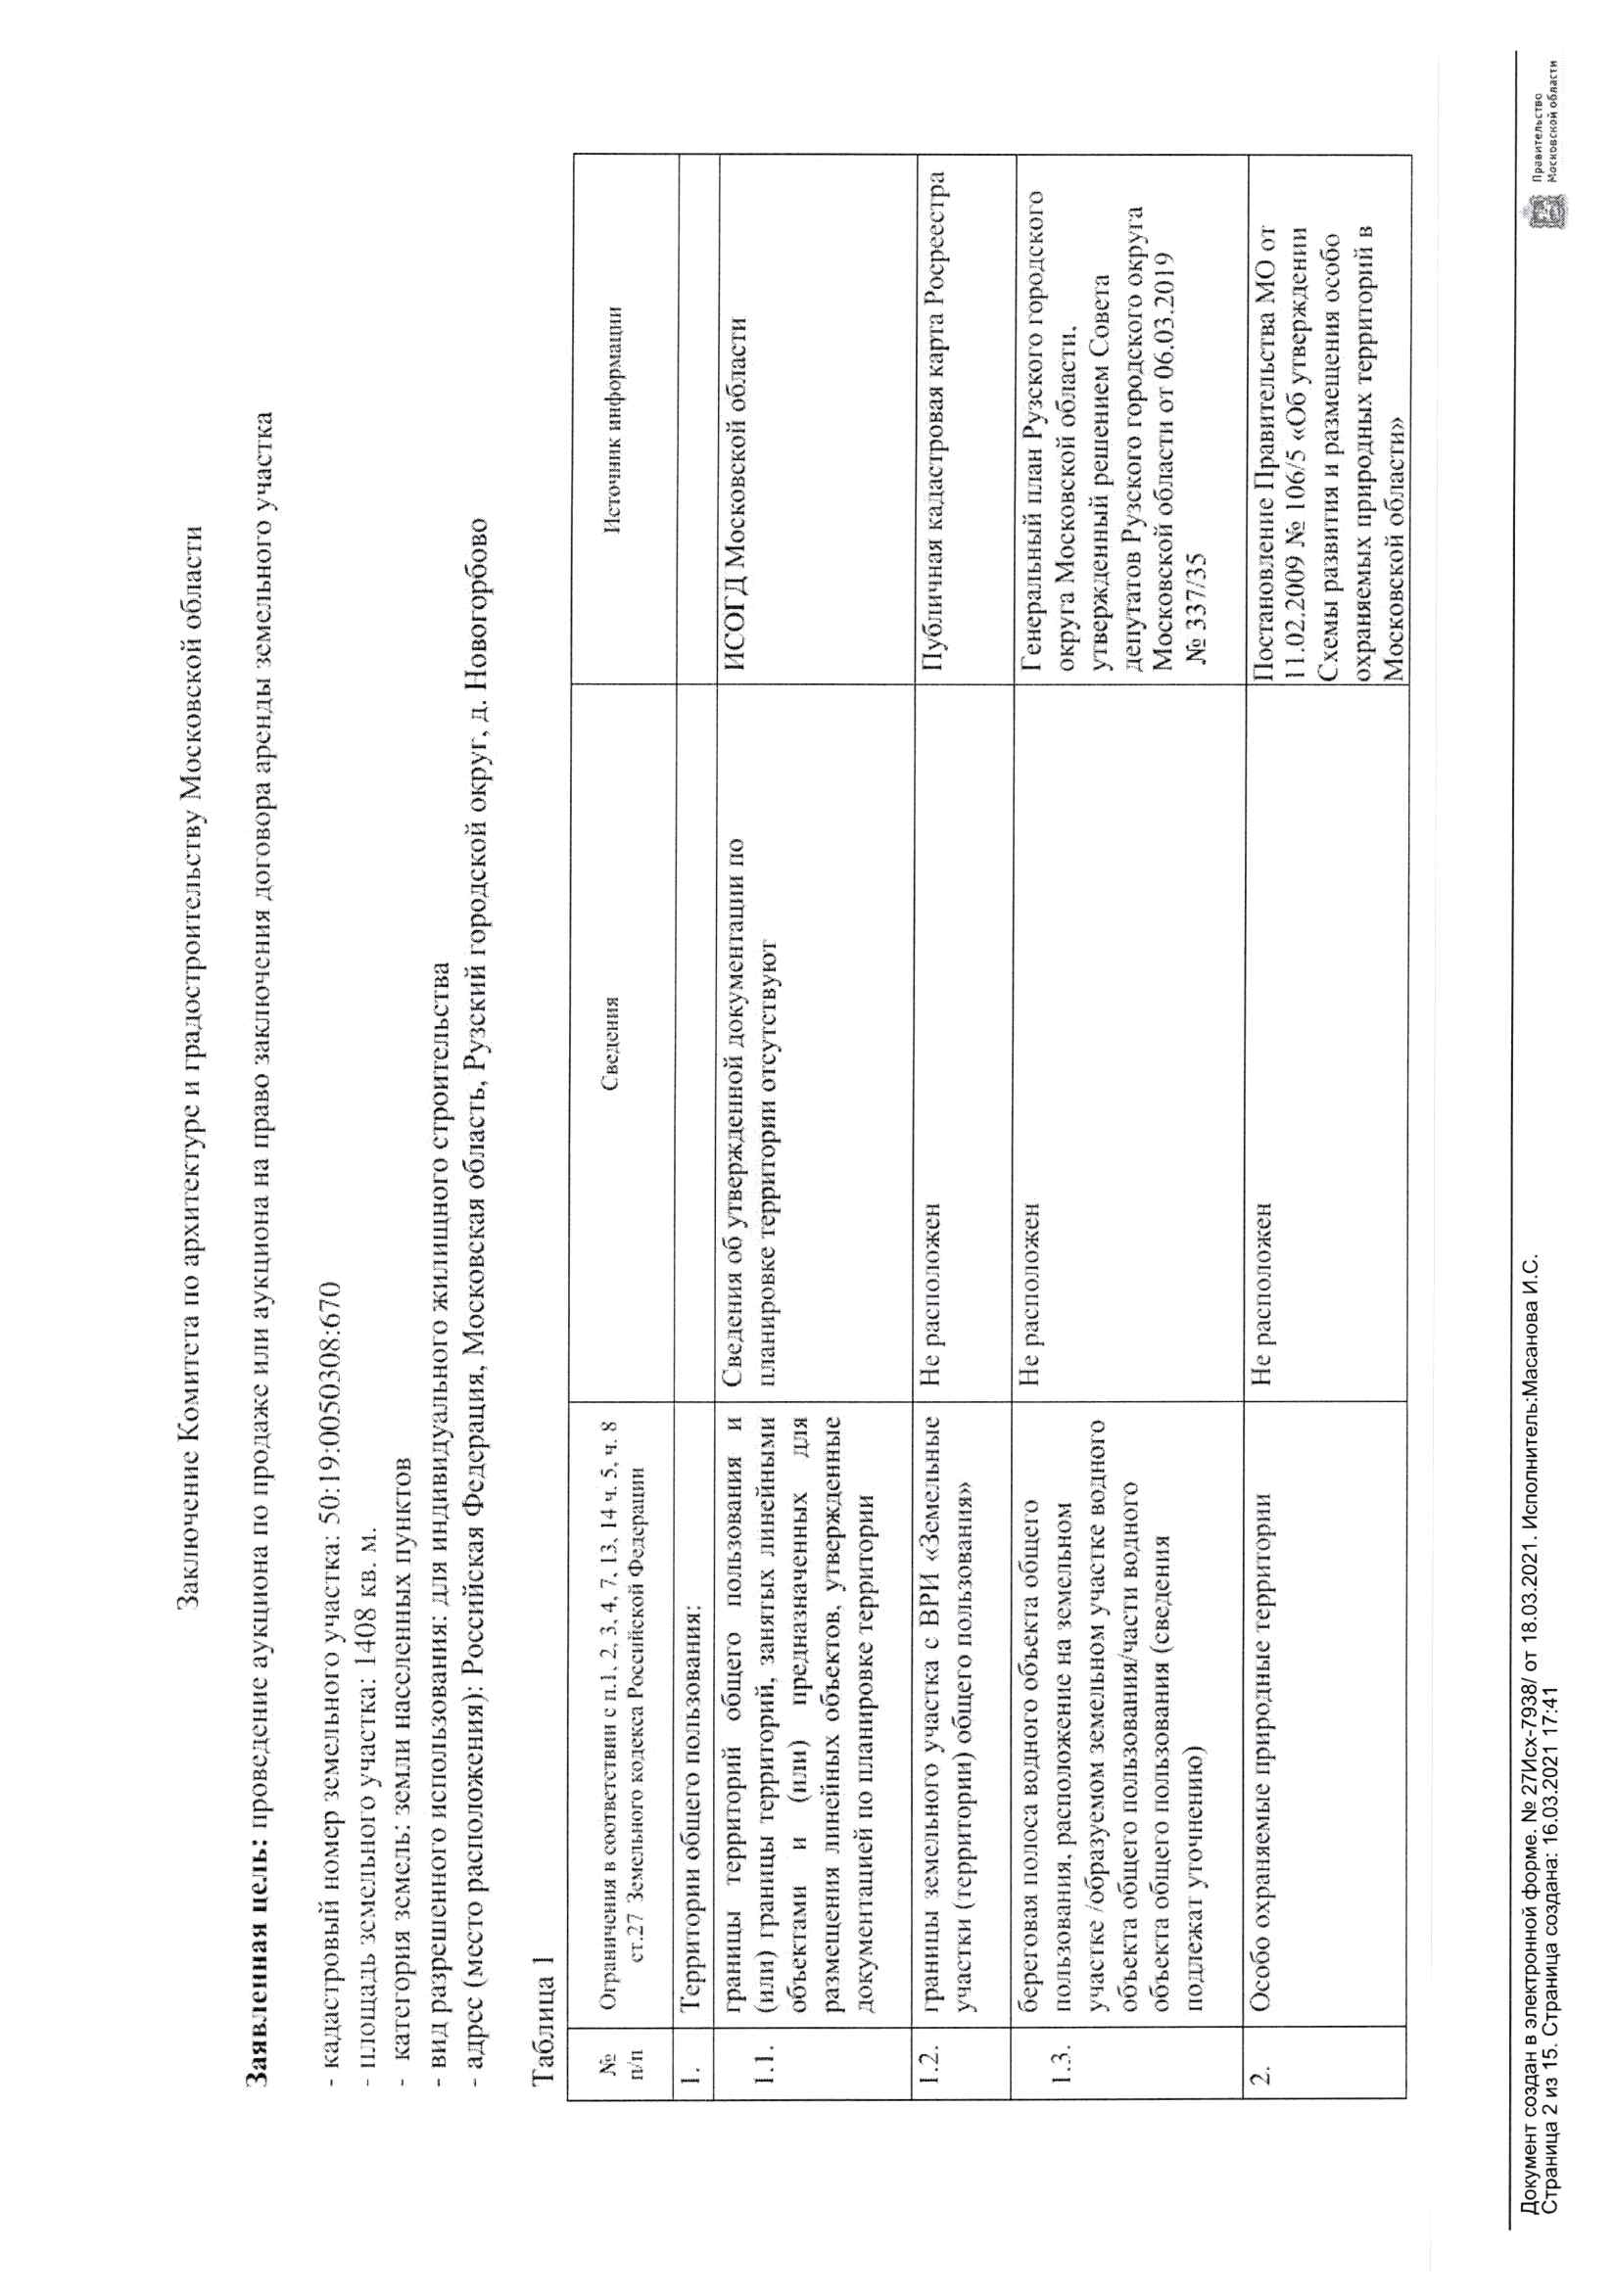 Заключение Комитета по архитектуре и градостроительству Московской области
Заявленная цель: проведение аукциона по продаже или аукциона на право заключения договора аренды земельного участка
- кадастровый номер земельного участка: 50:19:0050308:670
- площадь земельного участка: 1408 кв. м.
- категория земель: земли населенных пунктов
- вид разрешенного использования: для индивидуального жилищного строительства
- адрес (место расположения): Российская Федерация, Московская область, Рузский городской округ, д. Новогорбово
Таблица 1
№
п/п
Ограничения в соответствии с п.1, 2, 3, 4, 7, 13, 14 ч. 5, ч. 8
ст.27 Земельного кодекса Российской Федерации
Сведения
Источник информации
1.
Территории общего пользования:
1.1.
границы территорий общего пользования и
(или) границы территорий, занятых линейными
объектами и (или) предназначенных для
размещения линейных объектов, утвержденные
документацией по планировке территории
Сведения об утвержденной документации по
планировке территории отсутствуют
ИСОГД Московской области
1.2.
границы земельного участка с ВРИ «Земельные
участки (территории) общего пользования»
Не расположен
Публичная кадастровая карта Росреестра
1.3.
береговая полоса водного объекта общего
пользования, расположение на земельном
участке /образуемом земельном участке водного
объекта общего пользования/части водного
объекта общего пользования (сведения
подлежат уточнению)
Не расположен
Генеральный план Рузского городского
округа Московской области,
утвержденный решением Совета
депутатов Рузского городского округа
Московской области от 06.03.2019
№ 337/35
2.
Особо охраняемые природные территории
Не расположен
Постановление Правительства МО от
11.02.2009 № 106/5 «Об утверждении
Схемы развития и размещения особо
охраняемых природных территорий в
Московской области»
Документ создан в электронной форме. № 27Исх-7938/ от 18.03.2021. Исполнитель:Масанова И.С.
Страница 2 из 15. Страница создана: 16.03.2021 17:41
Правительство
Московской области